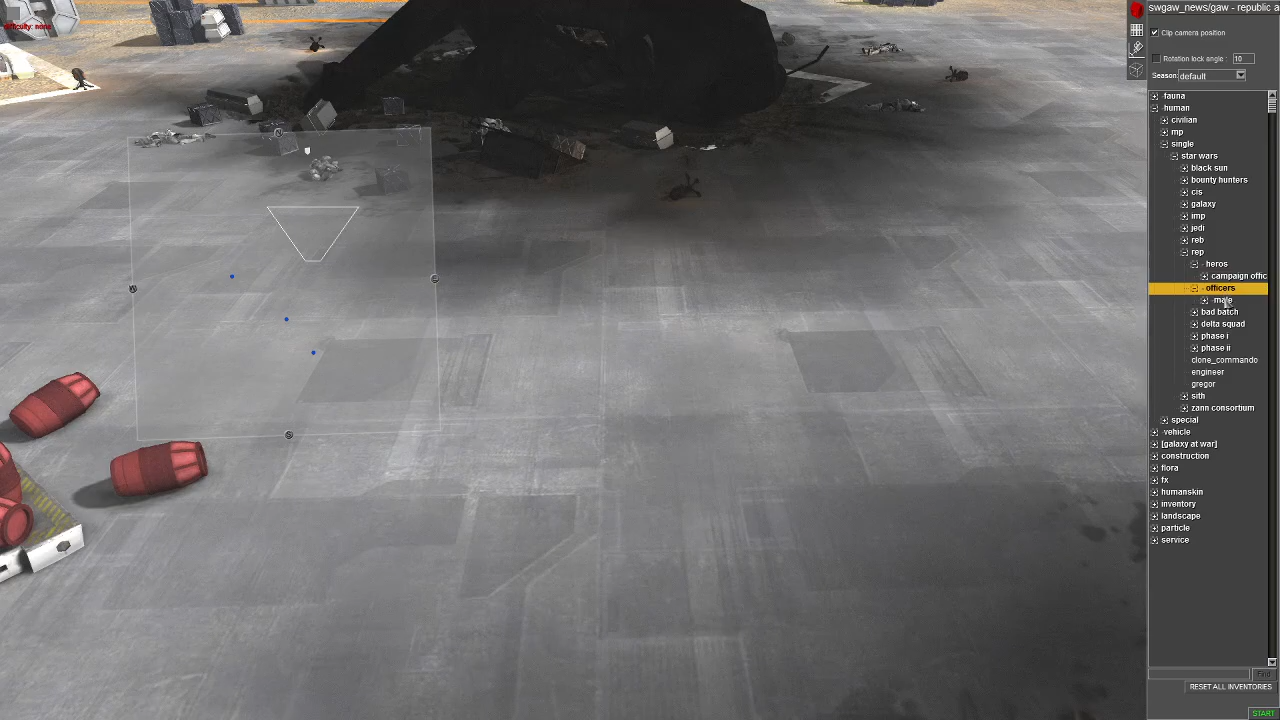 swgaw_news/gaw - republic a
difficulty: none
Clip camera position
Rotation lock angle : 10
Season: default
fauna
human
civilian
mp
single
star wars
black sun
bounty hunters
cis
galaxy
imp
jedi
reb
rep
heros
campaign offic
officers
male
bad batch
delta squad
phase i
phase ii
clone_commando
engineer
gregor
sith
zann consortium
special
vehicle
[galaxy at war]
construction
flora
fx
humanskin
inventory
landscape
particle
service
Find
RESET ALL INVENTORIES
START